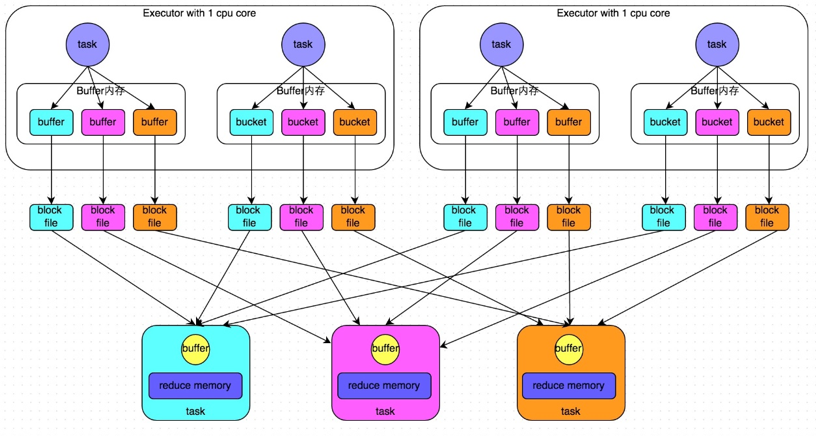 Executor with 1 cpu core
Executor with 1 cpu core
task
task
task
task
Buffer内存
Buffer内存
Buffer内存
Buffer内存
buffer
buffer
buffer
bucket
bucket
bucket
buffer
buffer
buffer
bucket
bucket
bucket
block
file
block
file
block
file
block
file
block
file
block
file
block
file
block
file
block
file
block
file
block
file
block
file
buffer
reduce memory
task
buffer
reduce memory
task
buffer
reduce memory
task